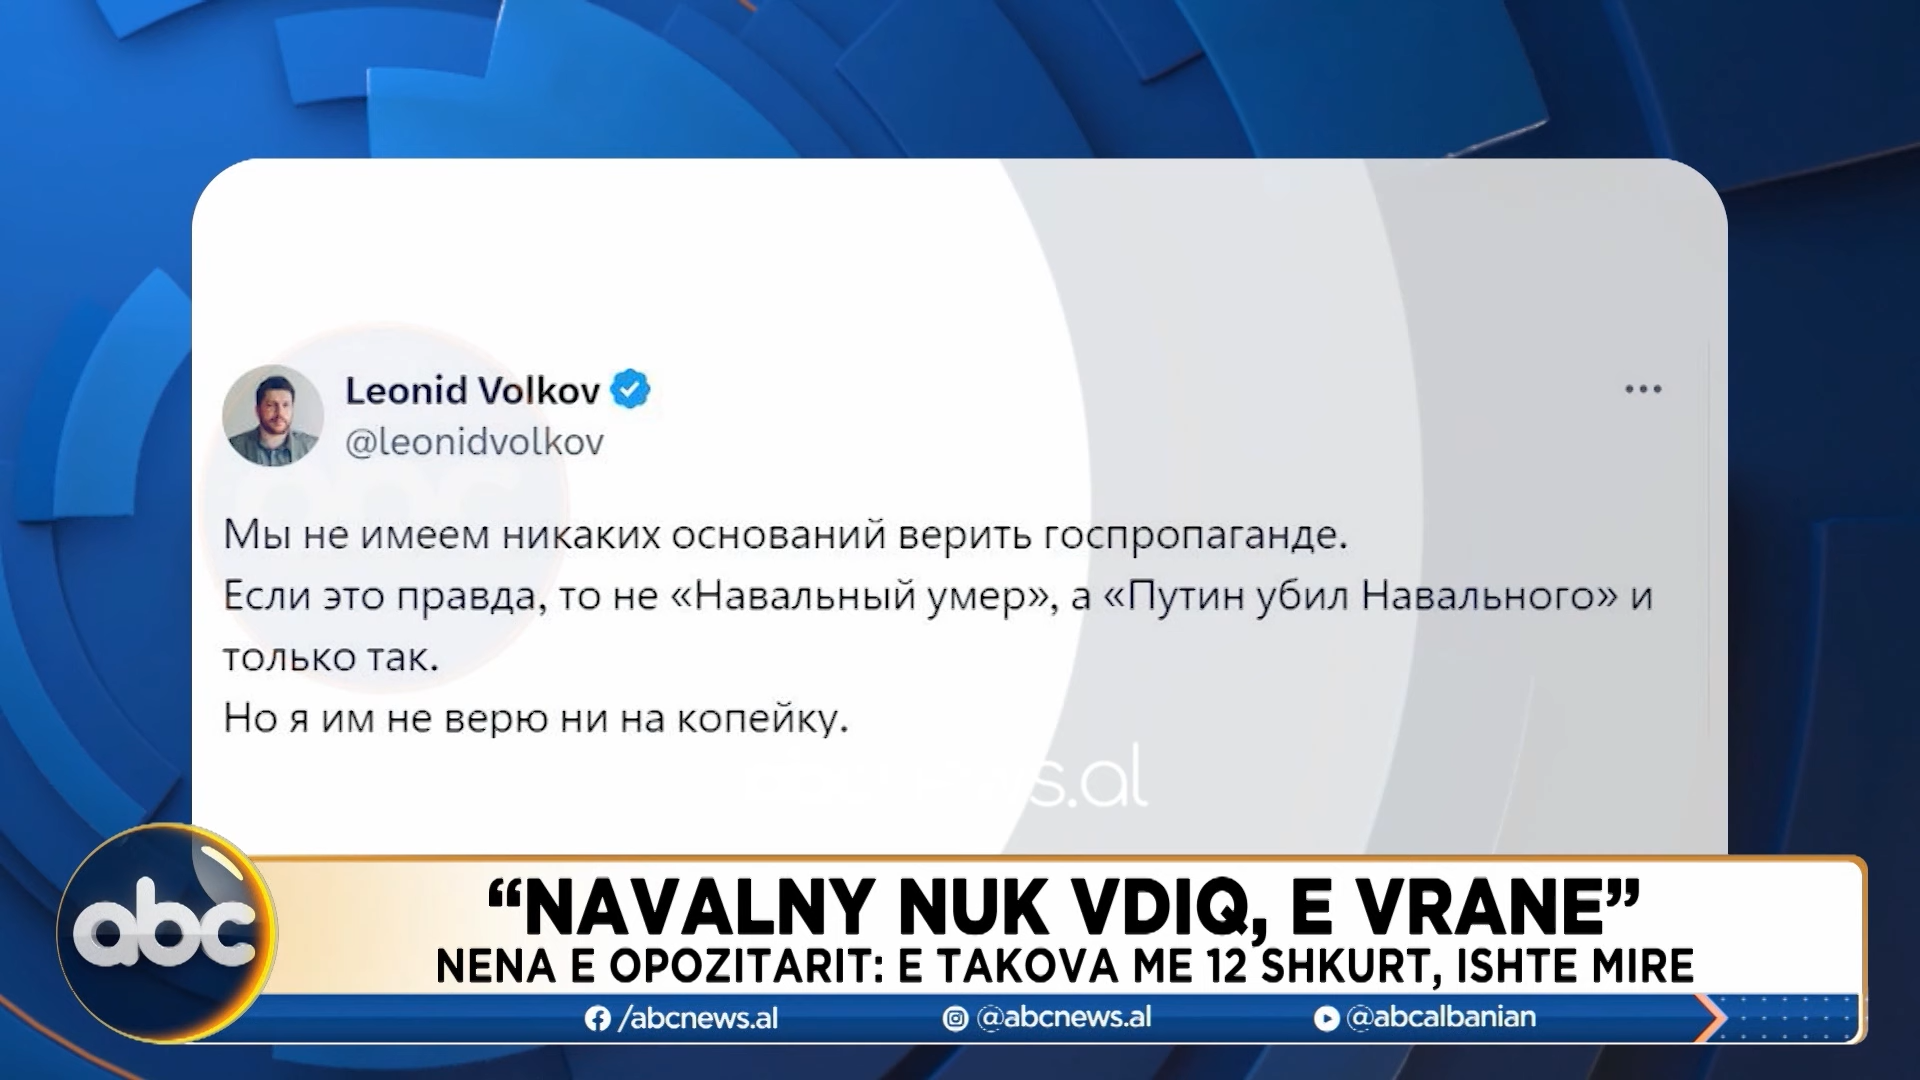 Leonid Volkov
@leonidvolkov
Мы не имеем никаких оснований верить госпропаганде.
Если это правда, то не «Навальный умер», а «Путин убил Навального» и
только так.
Но я им не верю ни на копейку.
s.al
abc
“NAVALNY NUK VDIQ, E VRANE”
NENA E OPOZITARIT: E TAKOVA ME 12 SHKURT, ISHTE MIRE
/abcnews.al @abcnews.al @abcalbanian